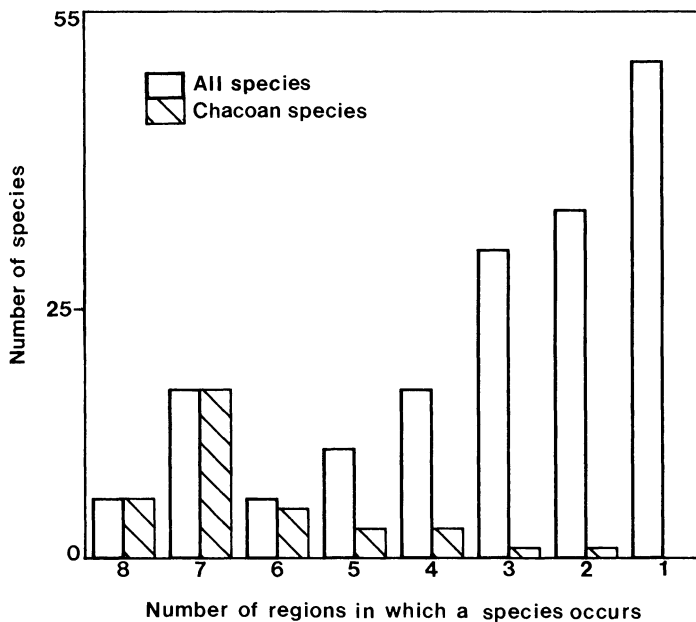 55
All species
Chacoan species
Number of species
25
0
8 7 6 5 4 3 2 1
Number of regions in which a species occurs